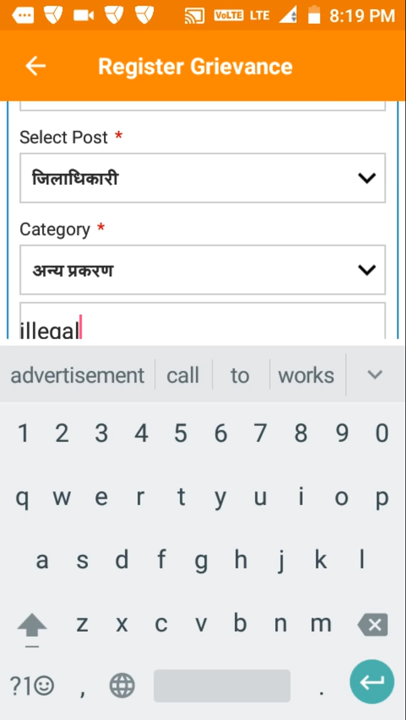 VoLTE LTE 8:19 PM
Register Grievance
Select Post *
जिलाधिकारी
Category *
अन्य प्रकरण
illegal
advertisement call to works
1 2 3 4 5 6 7 8 9 0
q w e r t y u i o p
a s d f g h j k l
z x c v b n m
?1☺ , .